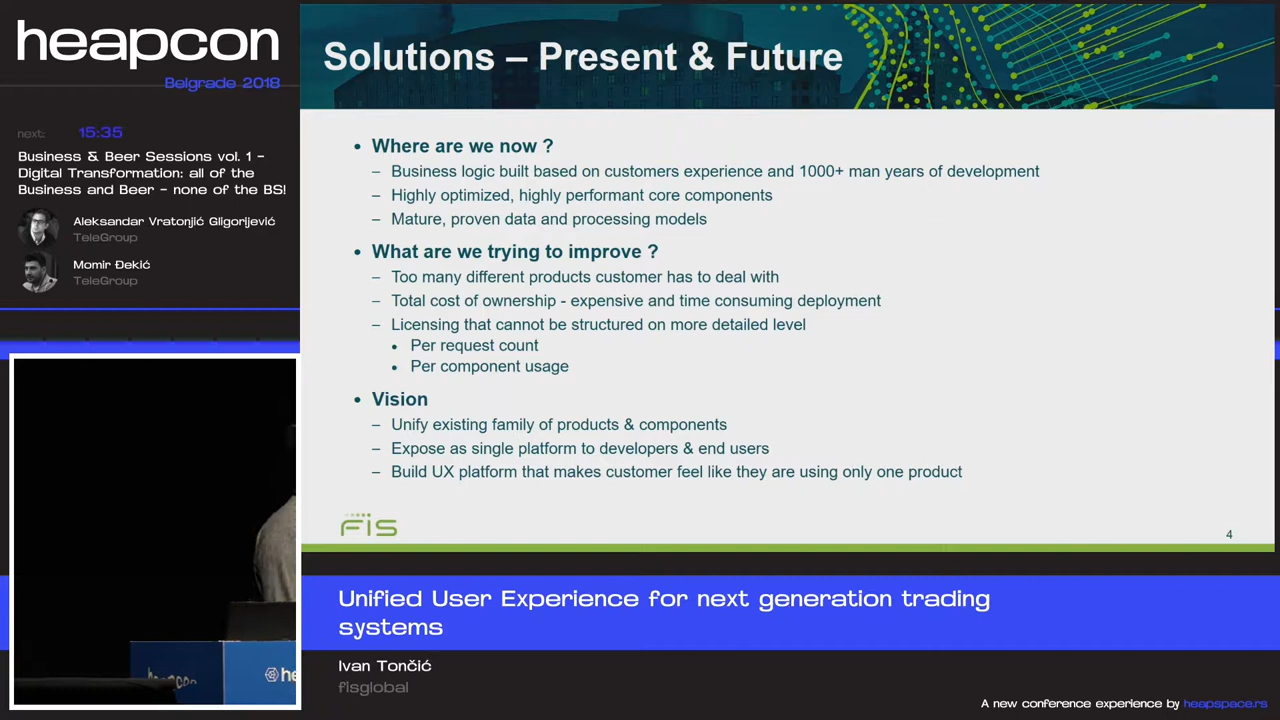 heapcon
Belgrade 2018
next: 15:35
Business & Beer Sessions vol. 1 -
Digital Transformation: all of the
Business and Beer - none of the BS!
Aleksandar Vratonjić Gligorijević
TeleGroup
Momir Đekić
TeleGroup
Solutions – Present & Future
• Where are we now ?
– Business logic built based on customers experience and 1000+ man years of development
– Highly optimized, highly performant core components
– Mature, proven data and processing models
• What are we trying to improve ?
– Too many different products customer has to deal with
– Total cost of ownership - expensive and time consuming deployment
– Licensing that cannot be structured on more detailed level
• Per request count
• Per component usage
• Vision
– Unify existing family of products & components
– Expose as single platform to developers & end users
– Build UX platform that makes customer feel like they are using only one product
FIS
4
heapcon
he
Unified User Experience for next generation trading
systems
Ivan Tončić
fisglobal
A new conference experience by heapspace.rs